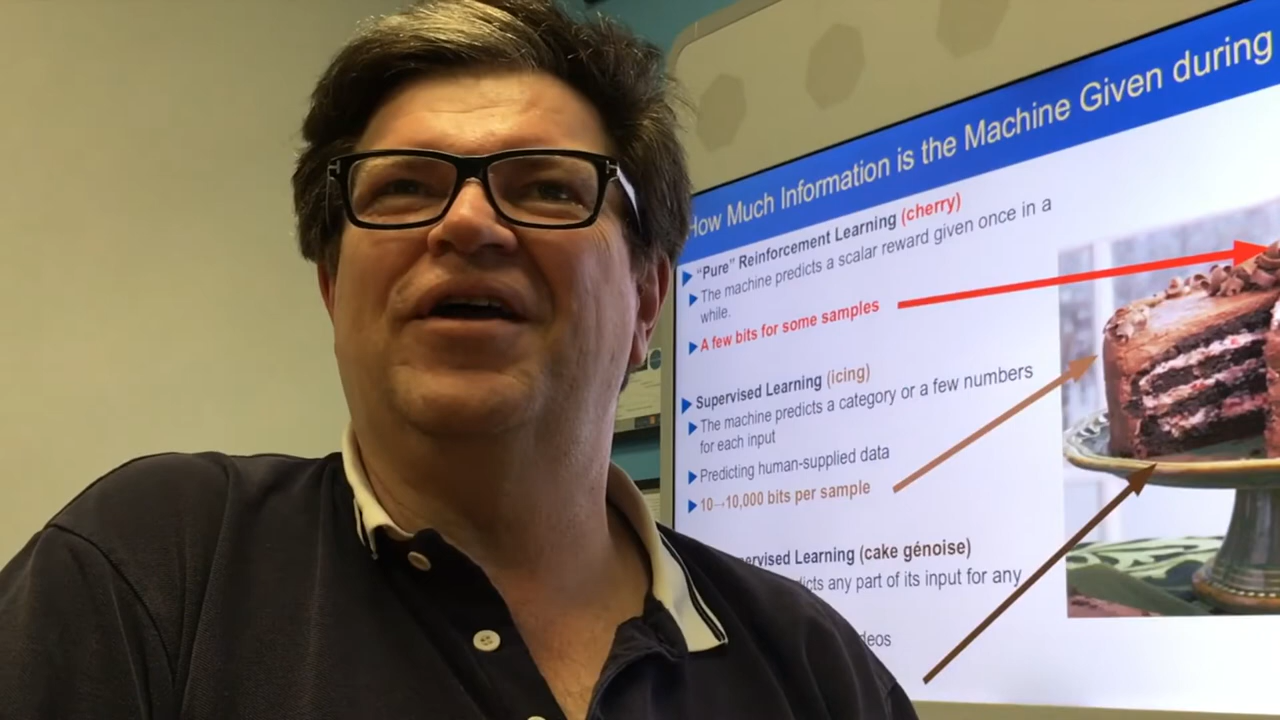 How Much Information is the Machine Given during
"Pure" Reinforcement Learning (cherry)
The machine predicts a scalar reward given once in a
while.
A few bits for some samples
Supervised Learning (icing)
The machine predicts a category or a few numbers
for each input
Predicting human-supplied data
10→10,000 bits per sample
ervised Learning (cake génoise)
dicts any part of its input for any
deos